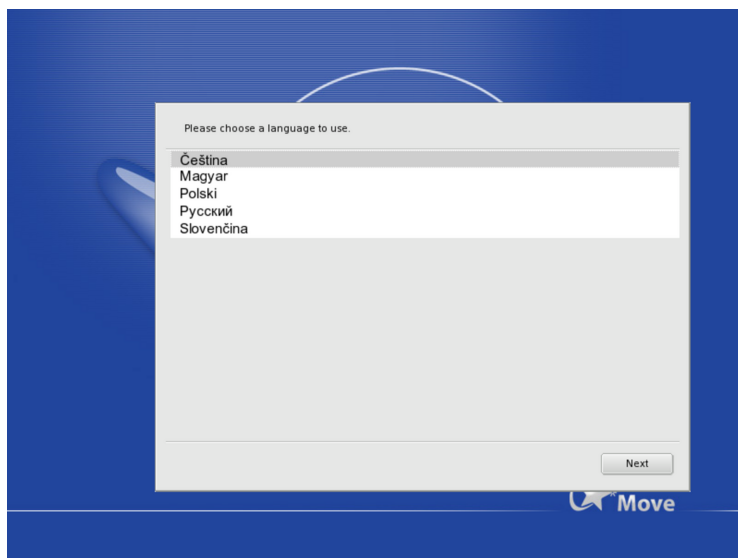 Please choose a language to use.
Čeština
Magyar
Polski
Русский
Slovenčina
Next
Move